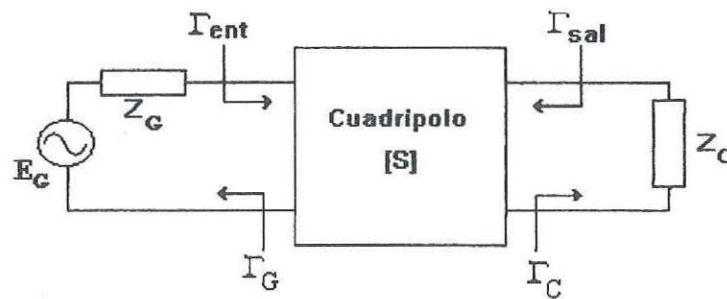 Γent
Γsal
ZG
Cuadripolo
[S]
EG
ZC
ΓG
ΓC